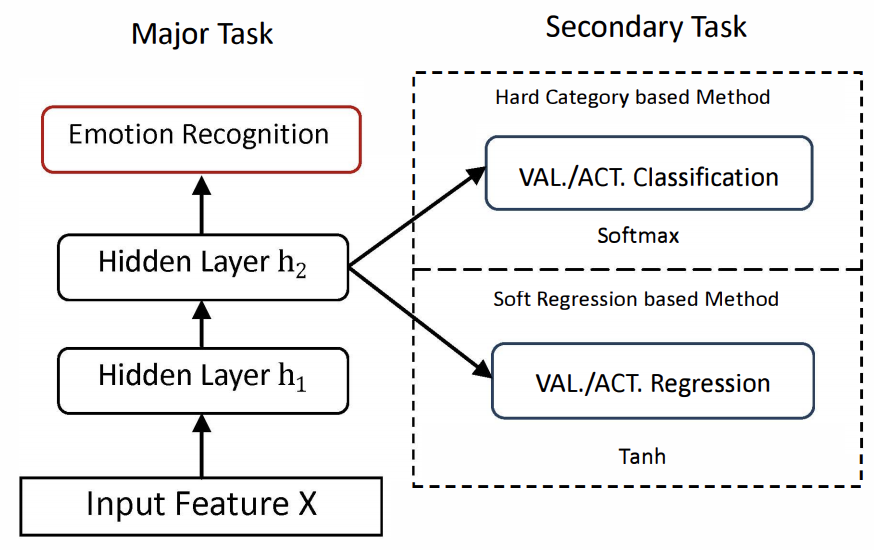 Major Task
Secondary Task
Emotion Recognition
Hidden Layer h₂
Hidden Layer h₁
Input Feature X
Hard Category based Method
VAL./ACT. Classification
Softmax
Soft Regression based Method
VAL./ACT. Regression
Tanh